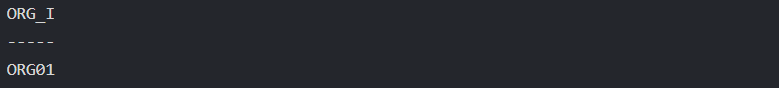 ORG_I
-----
ORG01